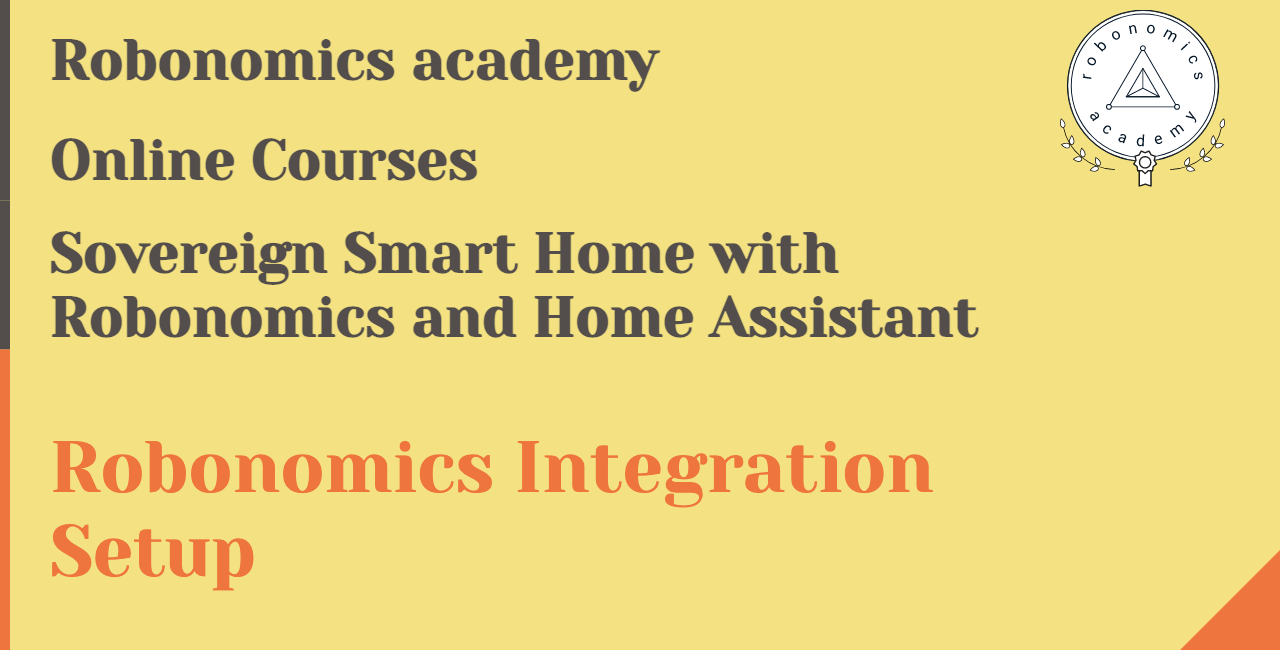 Robonomics academy
Online Courses
Sovereign Smart Home with
Robonomics and Home Assistant
Robonomics Integration
Setup
robonomics
academy